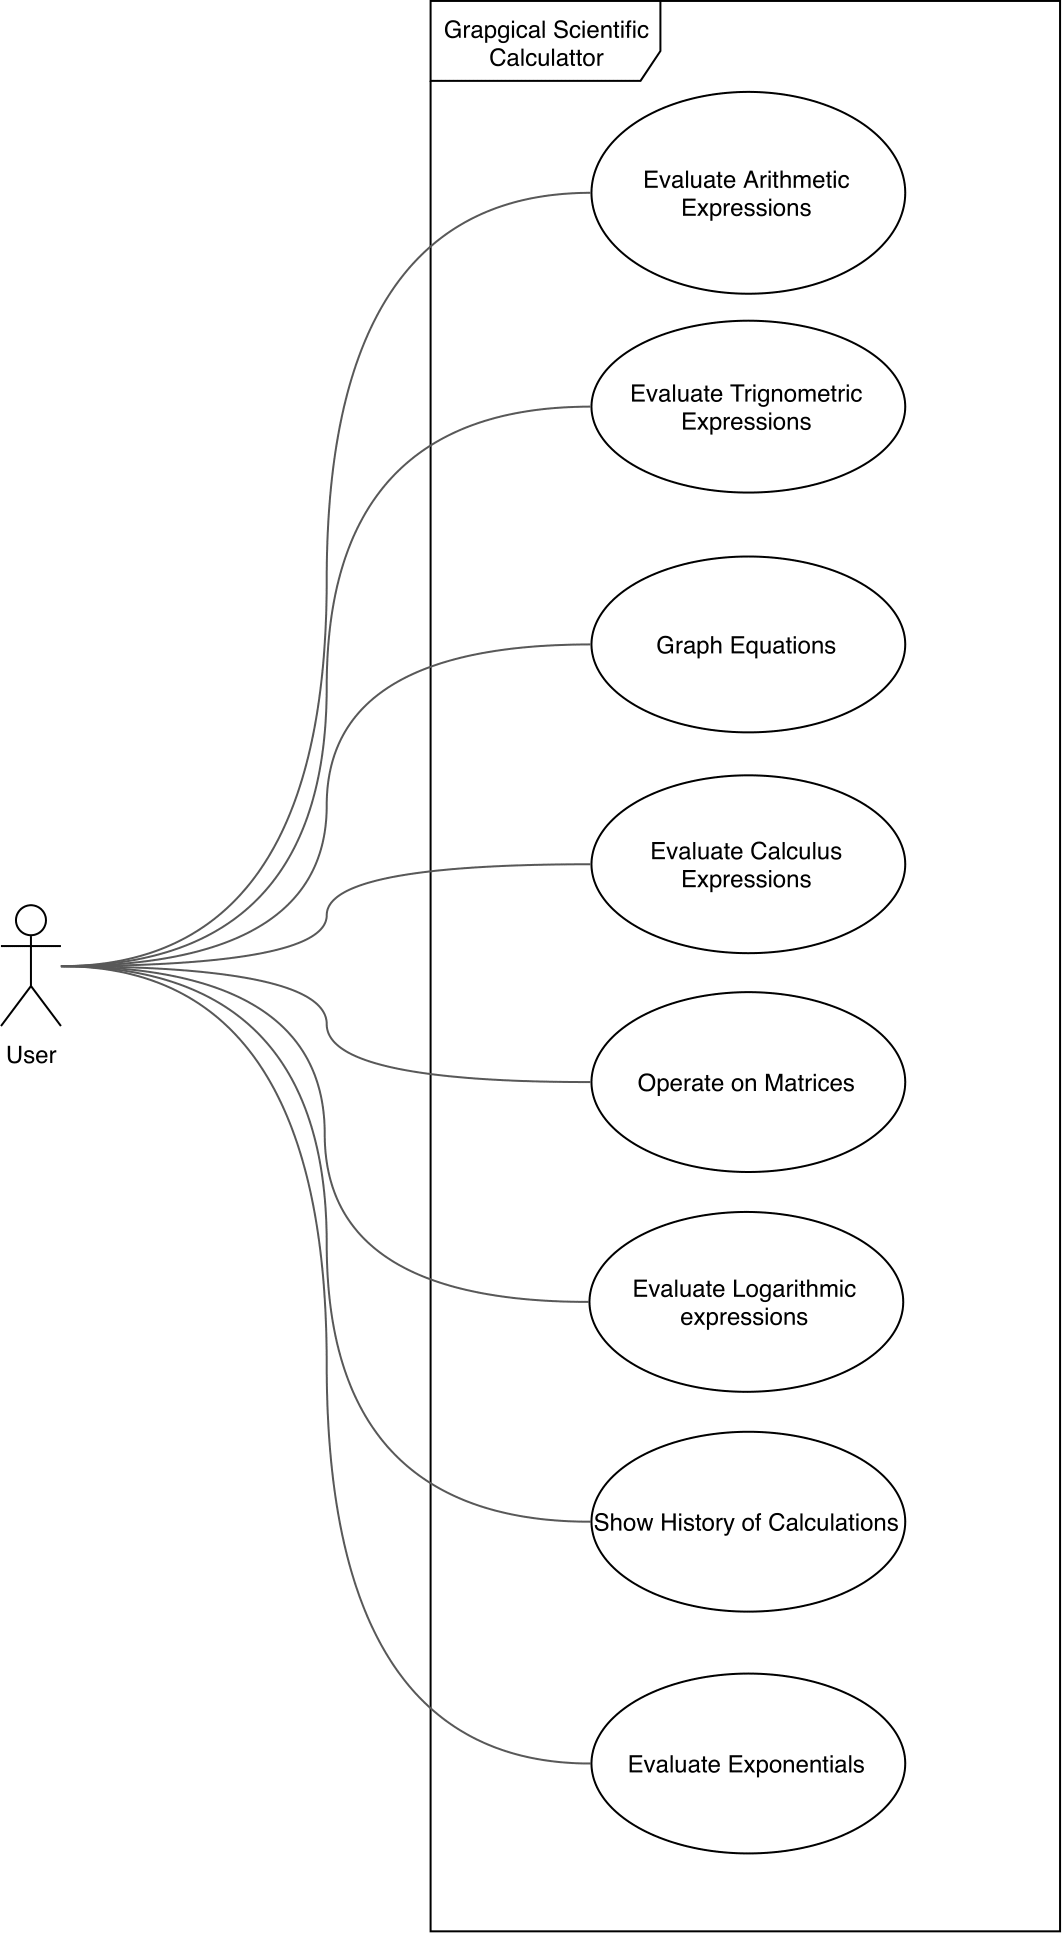 Grapgical Scientific
Calculattor
Evaluate Arithmetic
Expressions
Evaluate Trignometric
Expressions
Graph Equations
Evaluate Calculus
Expressions
User
Operate on Matrices
Evaluate Logarithmic
expressions
Show History of Calculations
Evaluate Exponentials